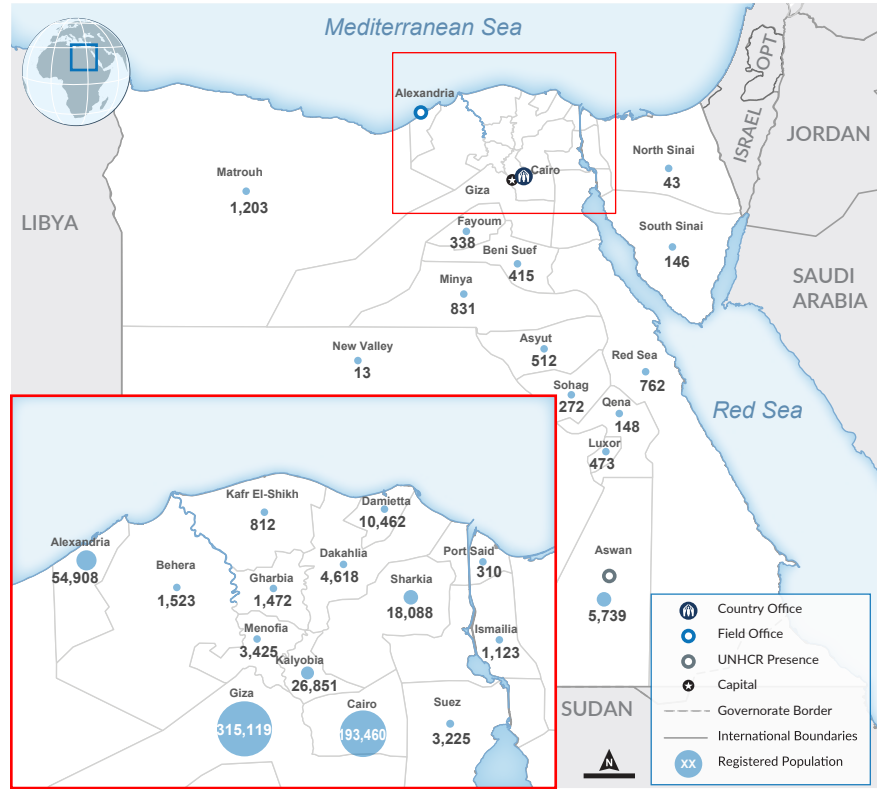 Mediterranean Sea
OPT
ISRAEL
JORDAN
LIBYA
SAUDI
ARABIA
Red Sea
SUDAN
Alexandria
Cairo
Giza
Matrouh
1,203
North Sinai
43
South Sinai
146
Fayoum
338
Beni Suef
415
Minya
831
New Valley
13
Asyut
512
Red Sea
762
Sohag
272
Qena
148
Luxor
473
Aswan
5,739
Kafr El-Shikh
812
Damietta
10,462
Alexandria
54,908
Behera
1,523
Gharbia
1,472
Dakahlia
4,618
Port Said
310
Sharkia
18,088
Menofia
3,425
Ismailia
1,123
Kalyobia
26,851
Giza
315,119
Cairo
193,460
Suez
3,225
Country Office
Field Office
UNHCR Presence
Capital
Governorate Border
International Boundaries
XX Registered Population
N